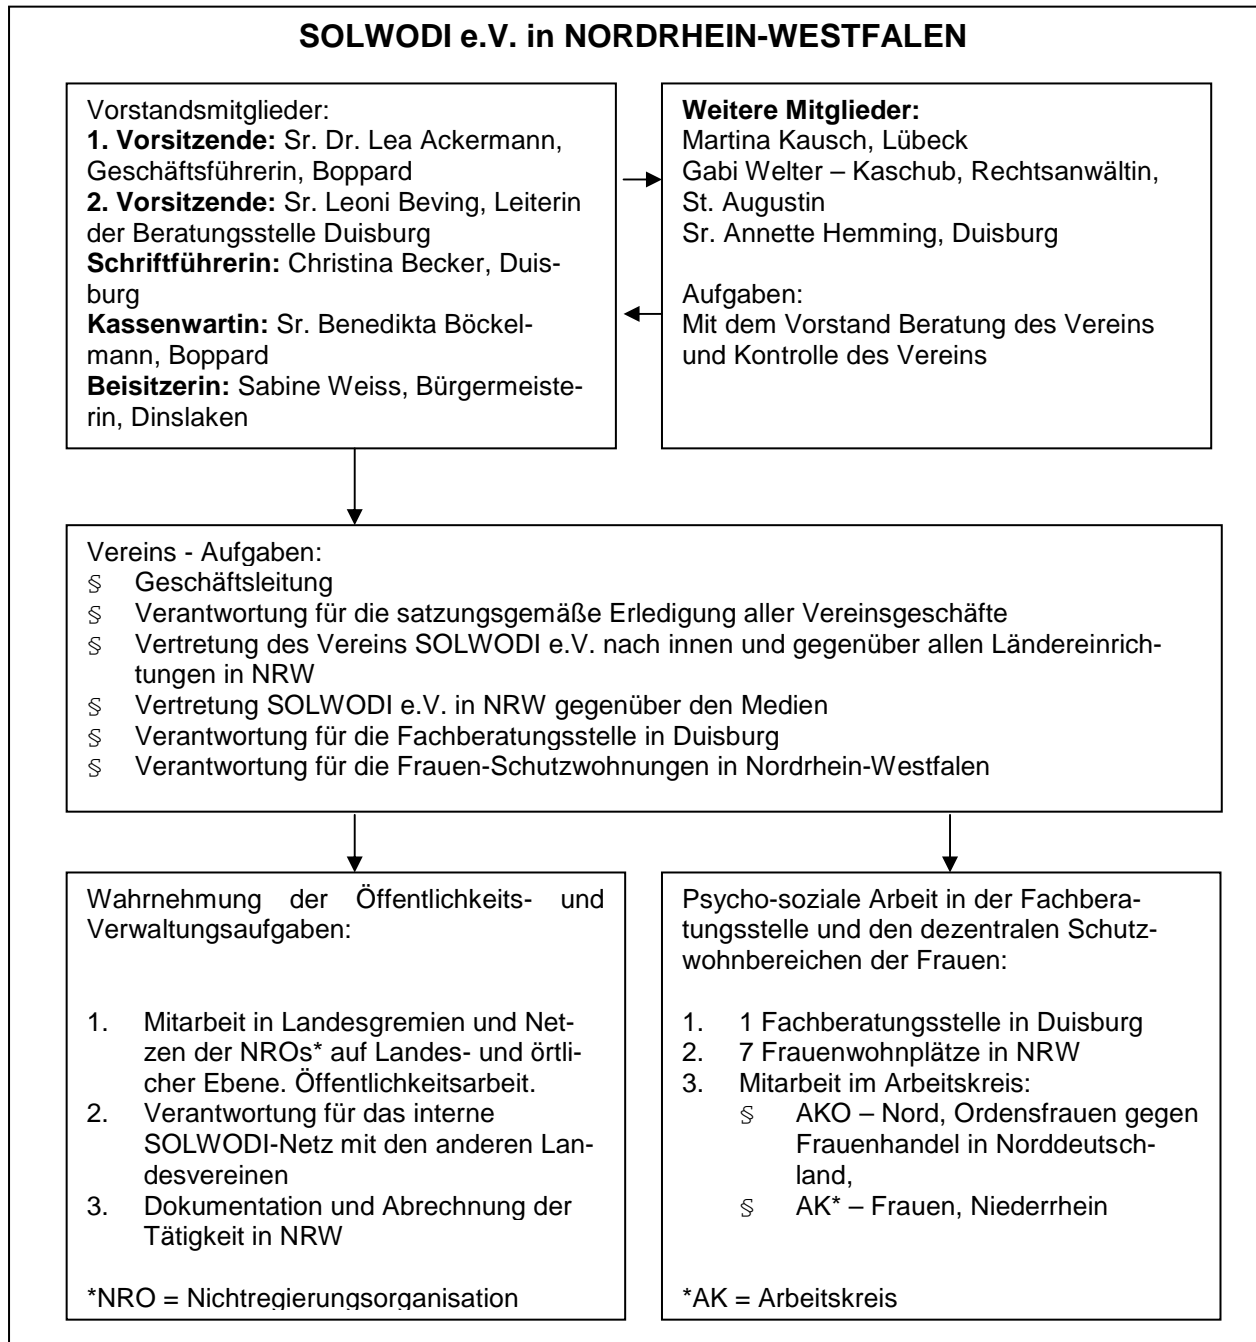 SOLWODI e.V. in NORDRHEIN-WESTFALEN
Vorstandsmitglieder:
1. Vorsitzende: Sr. Dr. Lea Ackermann,
Geschäftsführerin, Boppard
2. Vorsitzende: Sr. Leoni Beving, Leiterin
der Beratungsstelle Duisburg
Schriftführerin: Christina Becker, Duis-
burg
Kassenwartin: Sr. Benedikta Böckel-
mann, Boppard
Beisitzerin: Sabine Weiss, Bürgermeiste-
rin, Dinslaken
Weitere Mitglieder:
Martina Kausch, Lübeck
Gabi Welter – Kaschub, Rechtsanwältin,
St. Augustin
Sr. Annette Hemming, Duisburg
Aufgaben:
Mit dem Vorstand Beratung des Vereins
und Kontrolle des Vereins
Vereins - Aufgaben:
§ Geschäftsleitung
§ Verantwortung für die satzungsgemäße Erledigung aller Vereinsgeschäfte
§ Vertretung des Vereins SOLWODI e.V. nach innen und gegenüber allen Ländereinrich-
tungen in NRW
§ Vertretung SOLWODI e.V. in NRW gegenüber den Medien
§ Verantwortung für die Fachberatungsstelle in Duisburg
§ Verantwortung für die Frauen-Schutzwohnungen in Nordrhein-Westfalen
Wahrnehmung der Öffentlichkeits- und
Verwaltungsaufgaben:
1. Mitarbeit in Landesgremien und Net-
zen der NROs* auf Landes- und örtli-
cher Ebene. Öffentlichkeitsarbeit.
2. Verantwortung für das interne
SOLWODI-Netz mit den anderen Lan-
desvereinen
3. Dokumentation und Abrechnung der
Tätigkeit in NRW
*NRO = Nichtregierungsorganisation
Psycho-soziale Arbeit in der Fachbera-
tungsstelle und den dezentralen Schutz-
wohnbereichen der Frauen:
1. 1 Fachberatungsstelle in Duisburg
2. 7 Frauenwohnplätze in NRW
3. Mitarbeit im Arbeitskreis:
§ AKO – Nord, Ordensfrauen gegen
Frauenhandel in Norddeutsch-
land,
§ AK* – Frauen, Niederrhein
*AK = Arbeitskreis